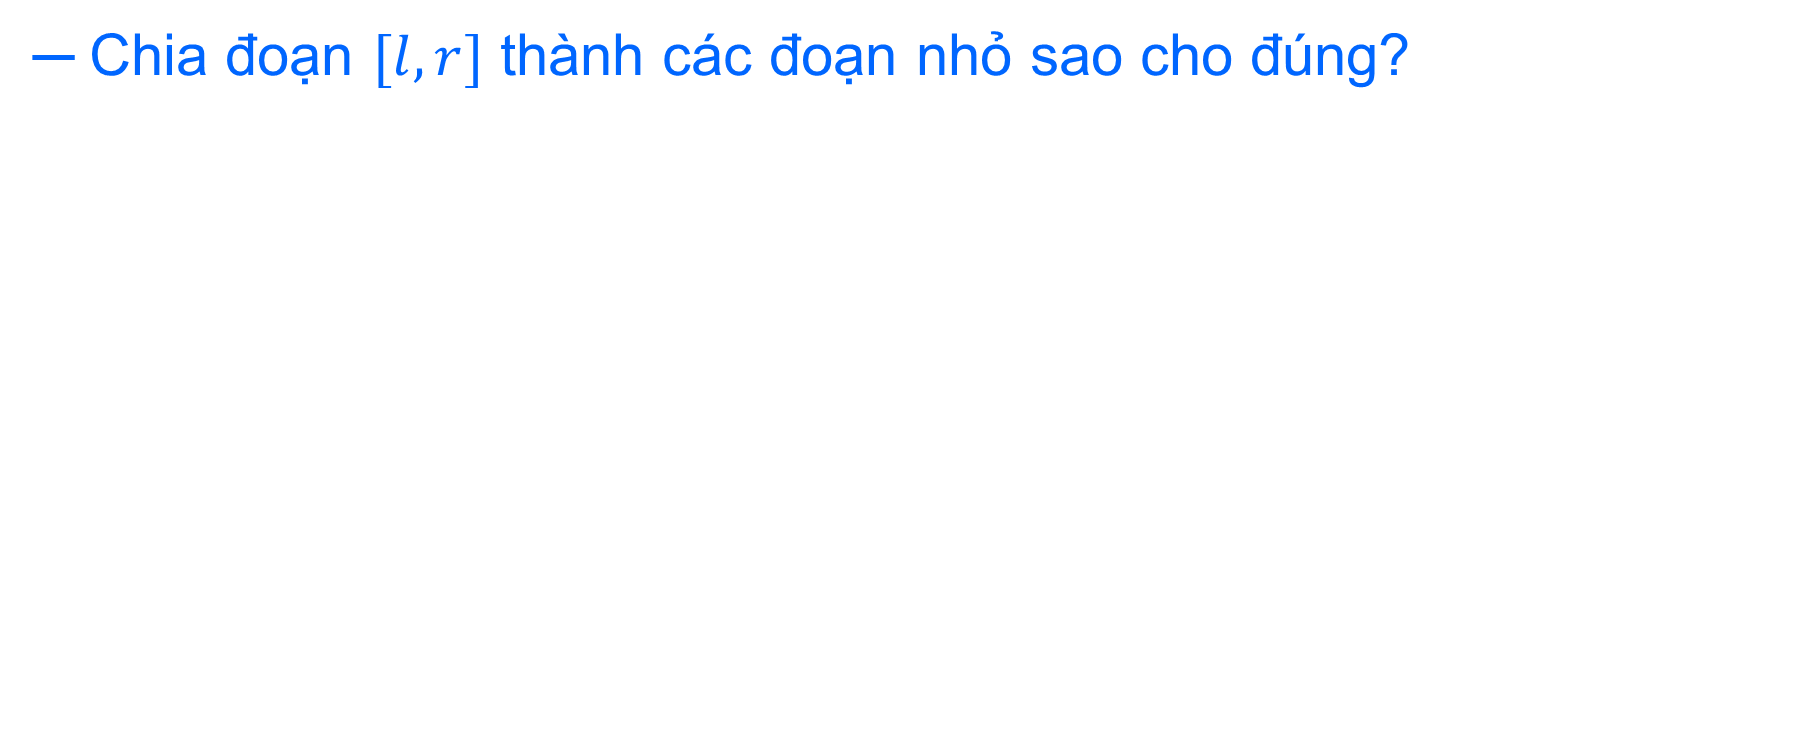 — Chia đoạn [l, r] thành các đoạn nhỏ sao cho đúng?